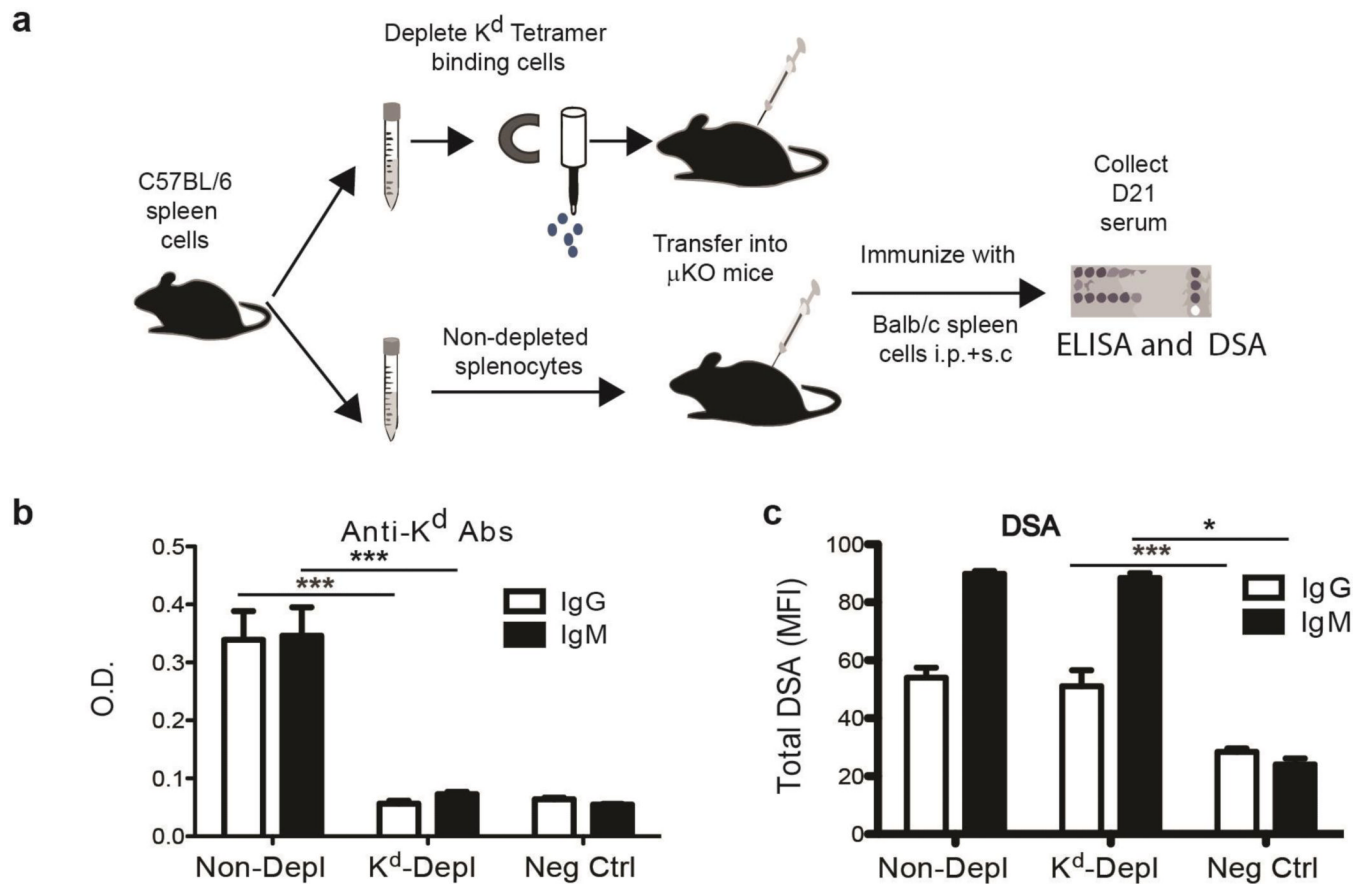 a
Deplete Kd Tetramer
binding cells
C57BL/6
spleen
cells
Non-depleted
splenocytes
Transfer into
μKO mice
Immunize with
Balb/c spleen
cells i.p.+s.c
Collect
D21
serum
ELISA and DSA
b
Anti-Kd Abs
***
***
IgG
IgM
O.D.
0.5
0.4
0.3
0.2
0.1
0.0
Non-Depl
Kd-Depl
Neg Ctrl
c
DSA
*
***
IgG
IgM
Total DSA (MFI)
100
80
60
40
20
0
Non-Depl
Kd-Depl
Neg Ctrl